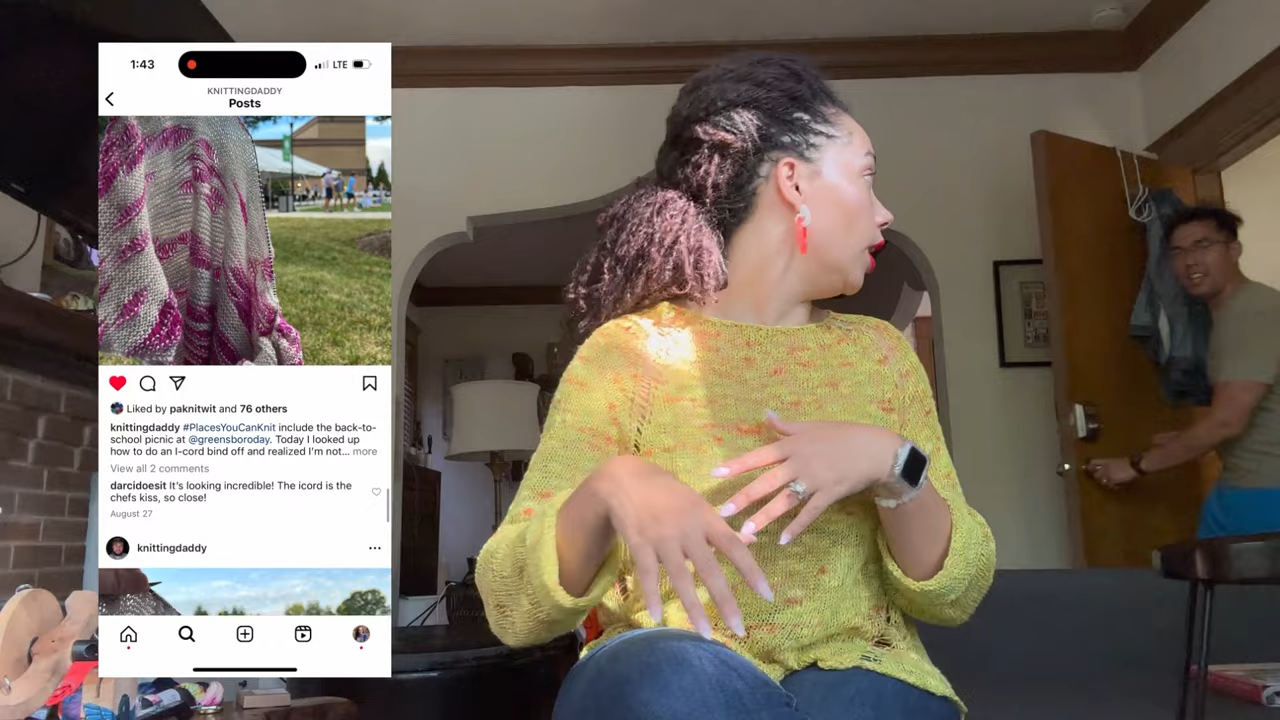 1:43
LTE
KNITTINGDADDY
Posts
Liked by paknitwit and 76 others
knittingdaddy #PlacesYouCanKnit include the back-to-
school picnic at @greensboroday. Today I looked up
how to do an I-cord bind off and realized I'm not... more
View all 2 comments
darcidoesit It's looking incredible! The icord is the
chefs kiss, so close!
August 27
knittingdaddy